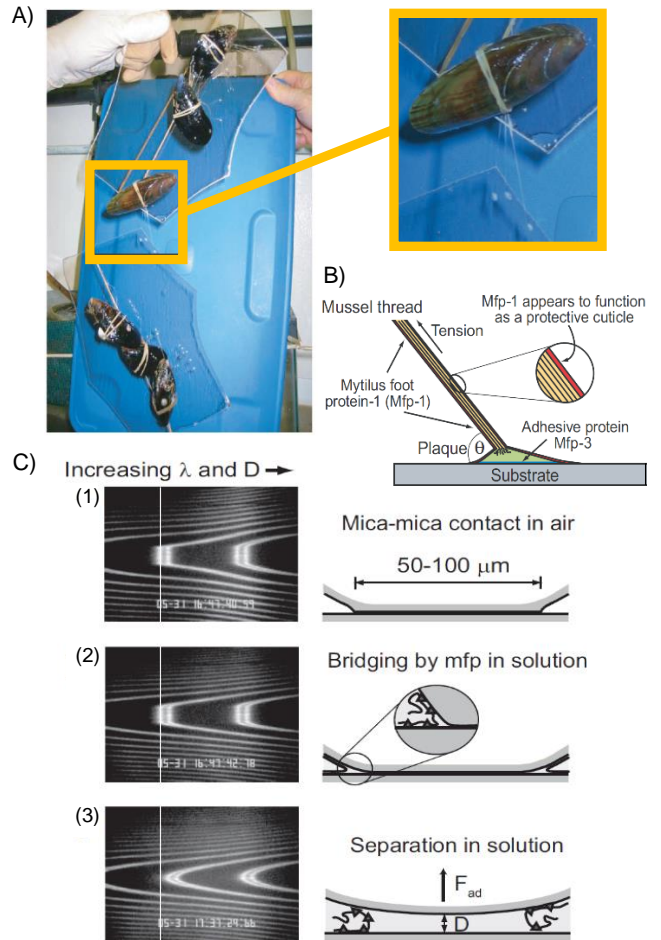 A)
B)
Mussel thread
Mfp-1 appears to function
as a protective cuticle
Tension
Mytilus foot
protein-1 (Mfp-1)
Adhesive protein
Mfp-3
Plaque
θ
Substrate
C)
Increasing λ and D
(1)
05-31 16:47:40.97
Mica-mica contact in air
50-100 μm
(2)
05-31 16:47:42.18
Bridging by mfp in solution
(3)
05-31 17:37:29.66
Separation in solution
F ad
D